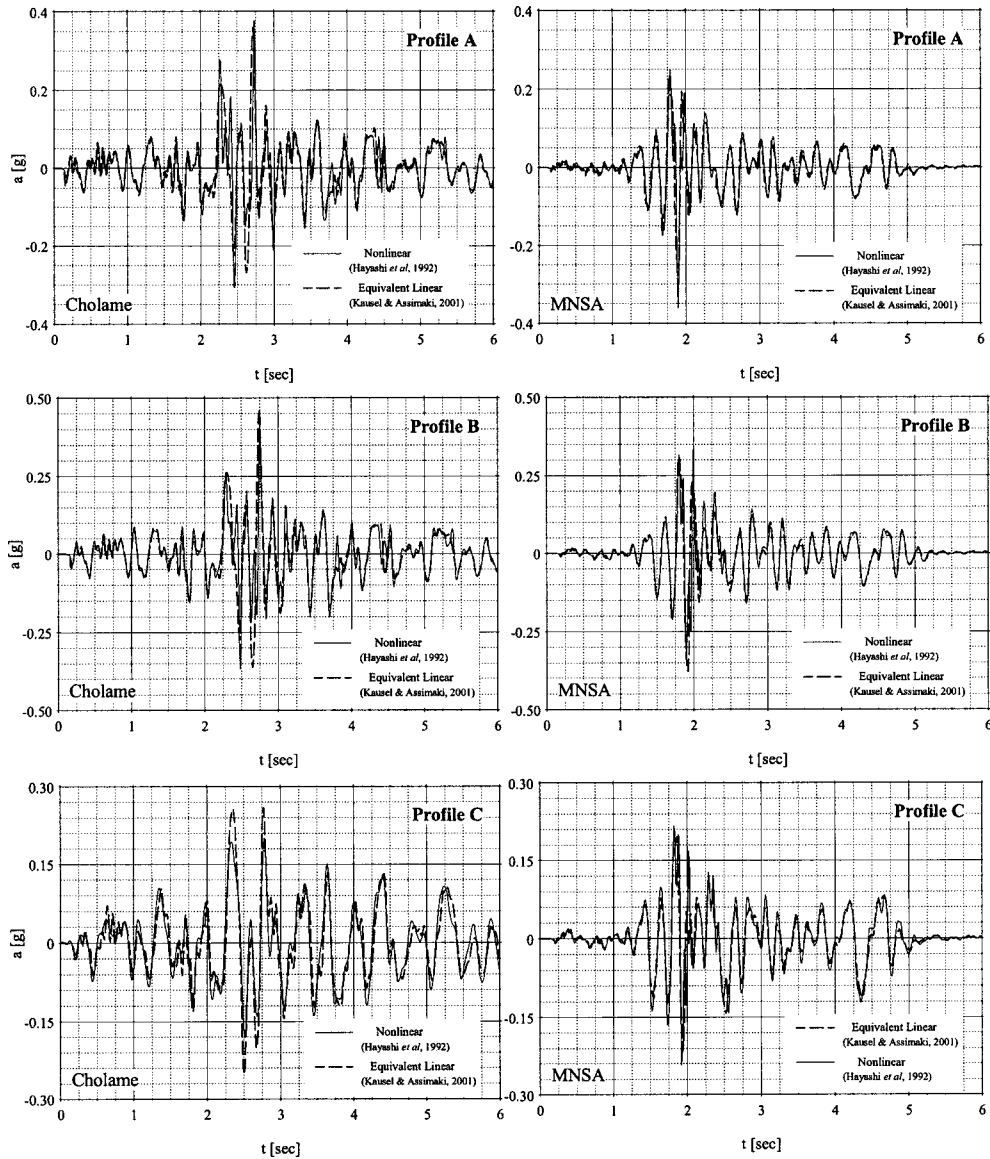 0.4
0.2
0
-0.2
-0.4
a [g]
Profile A
Nonlinear
(Hayashi et al, 1992)
Equivalent Linear
(Kausel & Assimaki, 2001)
Cholame
0 1 2 3 4 5 6
t [sec]
0.4
0.2
0
-0.2
-0.4
Profile A
Nonlinear
(Hayashi et al, 1992)
Equivalent Linear
(Kausel & Assimaki, 2001)
MNSA
0 1 2 3 4 5 6
t [sec]
0.50
0.25
0
-0.25
-0.50
a [g]
Profile B
Nonlinear
(Hayashi et al, 1992)
Equivalent Linear
(Kausel & Assimaki, 2001)
Cholame
0 1 2 3 4 5 6
t [sec]
0.50
0.25
0
-0.25
-0.50
Profile B
Nonlinear
(Hayashi et al, 1992)
Equivalent Linear
(Kausel & Assimaki, 2001)
MNSA
0 1 2 3 4 5 6
t [sec]
0.30
0.15
0
-0.15
-0.30
a [g]
Profile C
Nonlinear
(Hayashi et al, 1992)
Equivalent Linear
(Kausel & Assimaki, 2001)
Cholame
0 1 2 3 4 5 6
t [sec]
0.30
0.15
0
-0.15
-0.30
Profile C
Equivalent Linear
(Kausel & Assimaki, 2001)
Nonlinear
(Hayashi et al, 1992)
MNSA
0 1 2 3 4 5 6
t [sec]